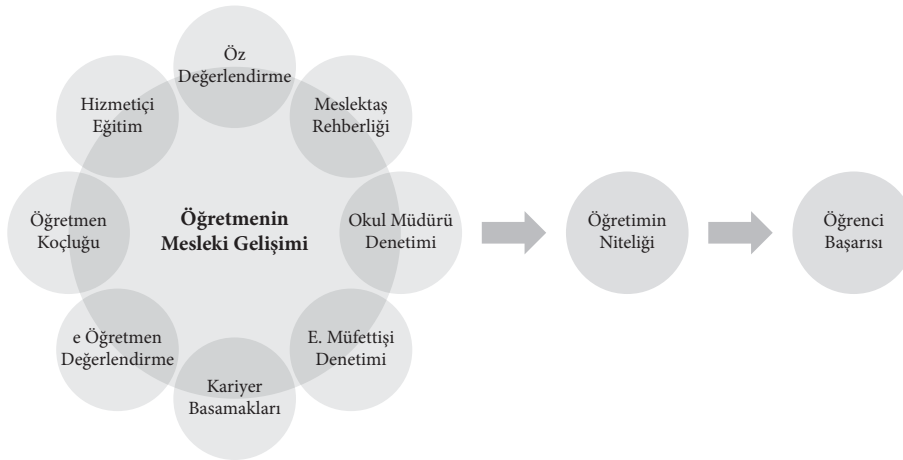 Öz
Değerlendirme
Meslektaş
Rehberliği
Okul Müdürü
Denetimi
E. Müfettişi
Denetimi
Kariyer
Basamakları
e Öğretmen
Değerlendirme
Öğretmen
Koçluğu
Hizmetiçi
Eğitim
Öğretmenin
Mesleki Gelişimi
Öğretimin
Niteliği
Öğrenci
Başarısı